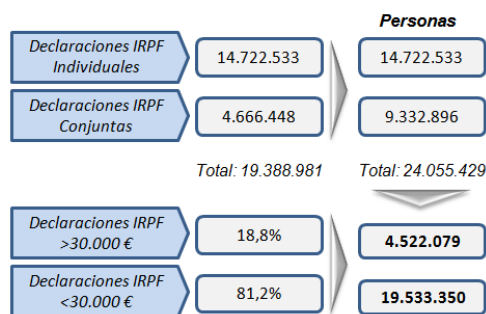 Personas
Declaraciones IRPF
Individuales
14.722.533
14.722.533
Declaraciones IRPF
Conjuntas
4.666.448
9.332.896
Total: 19.388.981
Total: 24.055.429
Declaraciones IRPF
>30.000 €
18,8%
4.522.079
Declaraciones IRPF
<30.000 €
81,2%
19.533.350